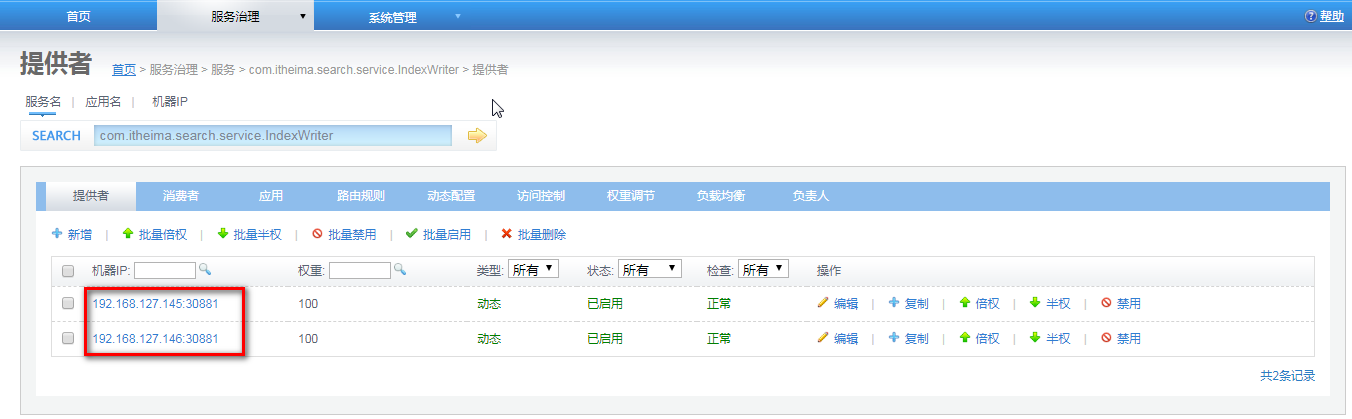 首页 服务治理 系统管理 帮助
提供者 首页 > 服务治理 > 服务 > com.itheima.search.service.IndexWriter > 提供者
服务名 | 应用名 | 机器IP
SEARCH com.itheima.search.service.IndexWriter
提供者 消费者 应用 路由规则 动态配置 访问控制 权重调节 负载均衡 负责人
新增 | 批量倍权 | 批量半权 | 批量禁用 | 批量启用 | 批量删除
机器IP: 权重: 类型: 所有 状态: 所有 检查: 所有 操作
192.168.127.145:30881 100 动态 已启用 正常 编辑 | 复制 | 倍权 | 半权 | 禁用
192.168.127.146:30881 100 动态 已启用 正常 编辑 | 复制 | 倍权 | 半权 | 禁用
共2条记录